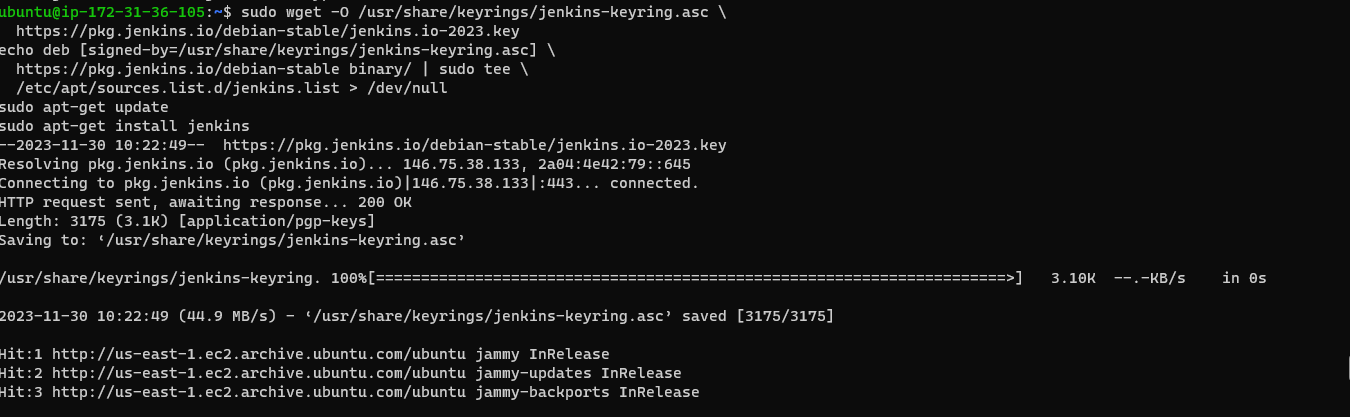 ubuntu@ip-172-31-36-105:~$ sudo wget -O /usr/share/keyrings/jenkins-keyring.asc \
  https://pkg.jenkins.io/debian-stable/jenkins.io-2023.key
echo deb [signed-by=/usr/share/keyrings/jenkins-keyring.asc] \
  https://pkg.jenkins.io/debian-stable binary/ | sudo tee \
  /etc/apt/sources.list.d/jenkins.list > /dev/null
sudo apt-get update
sudo apt-get install jenkins
--2023-11-30 10:22:49--  https://pkg.jenkins.io/debian-stable/jenkins.io-2023.key
Resolving pkg.jenkins.io (pkg.jenkins.io)... 146.75.38.133, 2a04:4e42:79::645
Connecting to pkg.jenkins.io (pkg.jenkins.io)|146.75.38.133|:443... connected.
HTTP request sent, awaiting response... 200 OK
Length: 3175 (3.1K) [application/pgp-keys]
Saving to: ‘/usr/share/keyrings/jenkins-keyring.asc’
/usr/share/keyrings/jenkins-keyring. 100%[======================================================================>]   3.10K  --.-KB/s    in 0s
2023-11-30 10:22:49 (44.9 MB/s) - ‘/usr/share/keyrings/jenkins-keyring.asc’ saved [3175/3175]
Hit:1 http://us-east-1.ec2.archive.ubuntu.com/ubuntu jammy InRelease
Hit:2 http://us-east-1.ec2.archive.ubuntu.com/ubuntu jammy-updates InRelease
Hit:3 http://us-east-1.ec2.archive.ubuntu.com/ubuntu jammy-backports InRelease